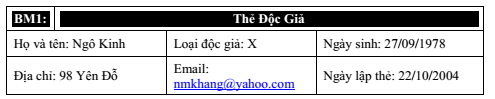 BM1: Thẻ Độc Giả
Họ và tên: Ngô Kinh Loại độc giả: X Ngày sinh: 27/09/1978
Địa chỉ: 98 Yên Đỗ Email: nmkhang@yahoo.com Ngày lập thẻ: 22/10/2004